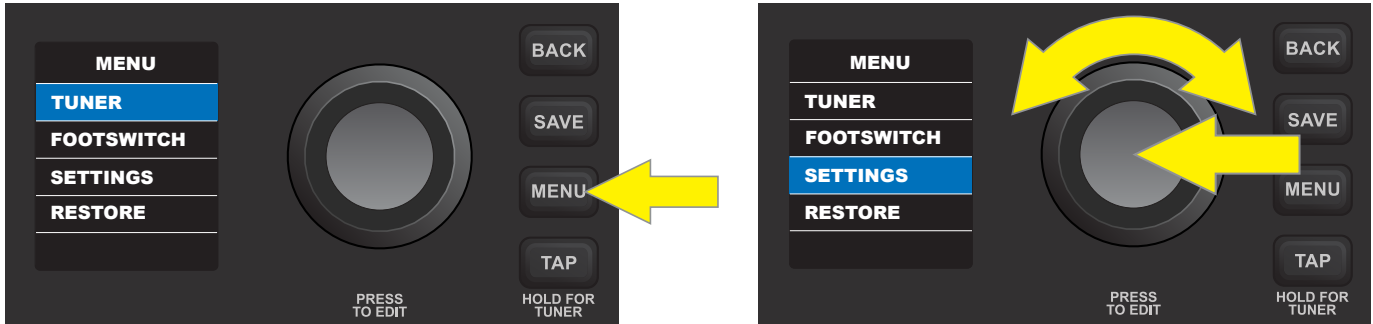 MENU
TUNER
FOOTSWITCH
SETTINGS
RESTORE
BACK
SAVE
MENU
TAP
PRESS
TO EDIT
HOLD FOR
TUNER
MENU
TUNER
FOOTSWITCH
SETTINGS
RESTORE
BACK
SAVE
MENU
TAP
PRESS
TO EDIT
HOLD FOR
TUNER